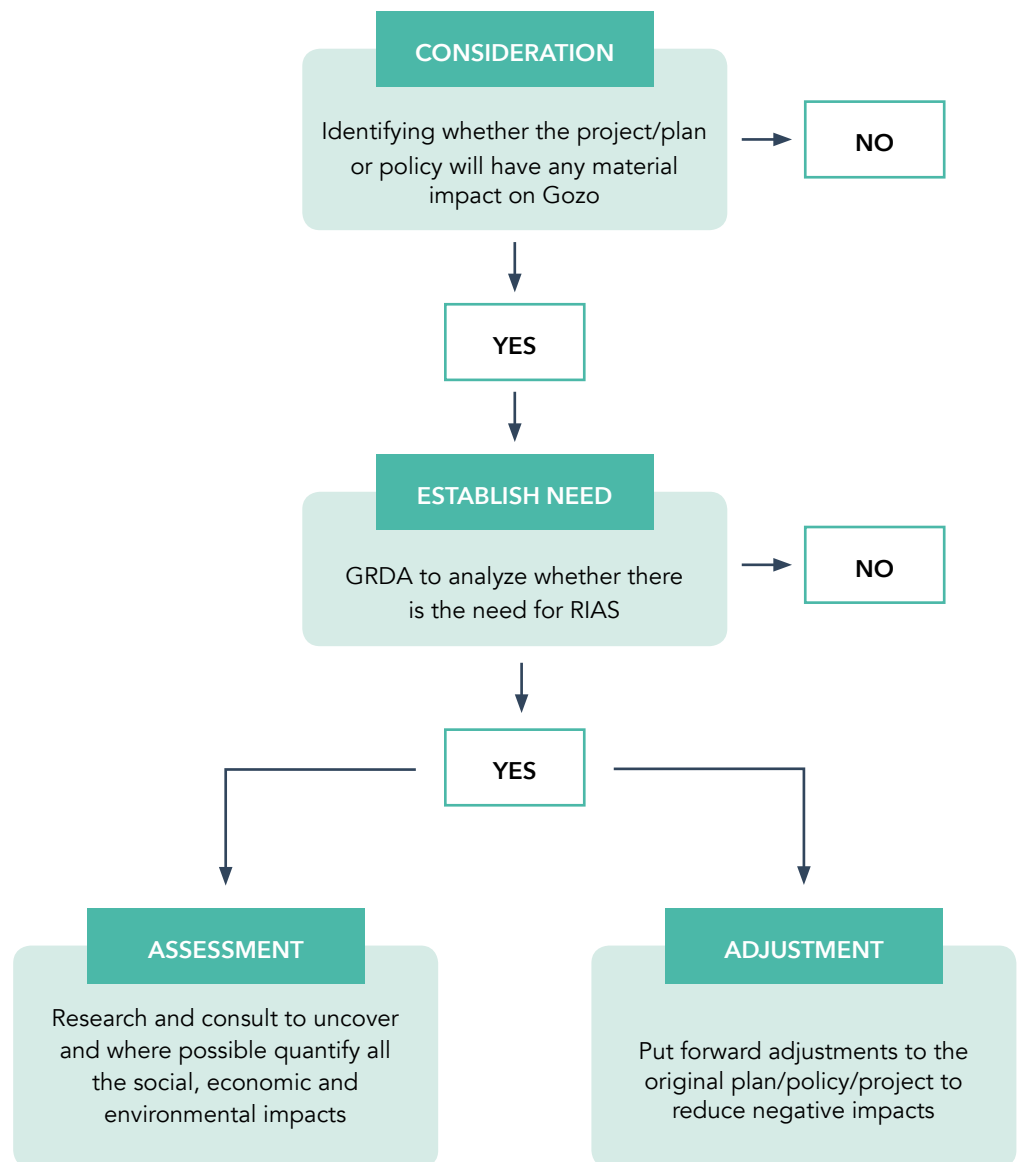 CONSIDERATION
Identifying whether the project/plan
or policy will have any material
impact on Gozo
NO
YES
ESTABLISH NEED
GRDA to analyze whether there
is the need for RIAS
NO
YES
ASSESSMENT
Research and consult to uncover
and where possible quantify all
the social, economic and
environmental impacts
ADJUSTMENT
Put forward adjustments to the
original plan/policy/project to
reduce negative impacts